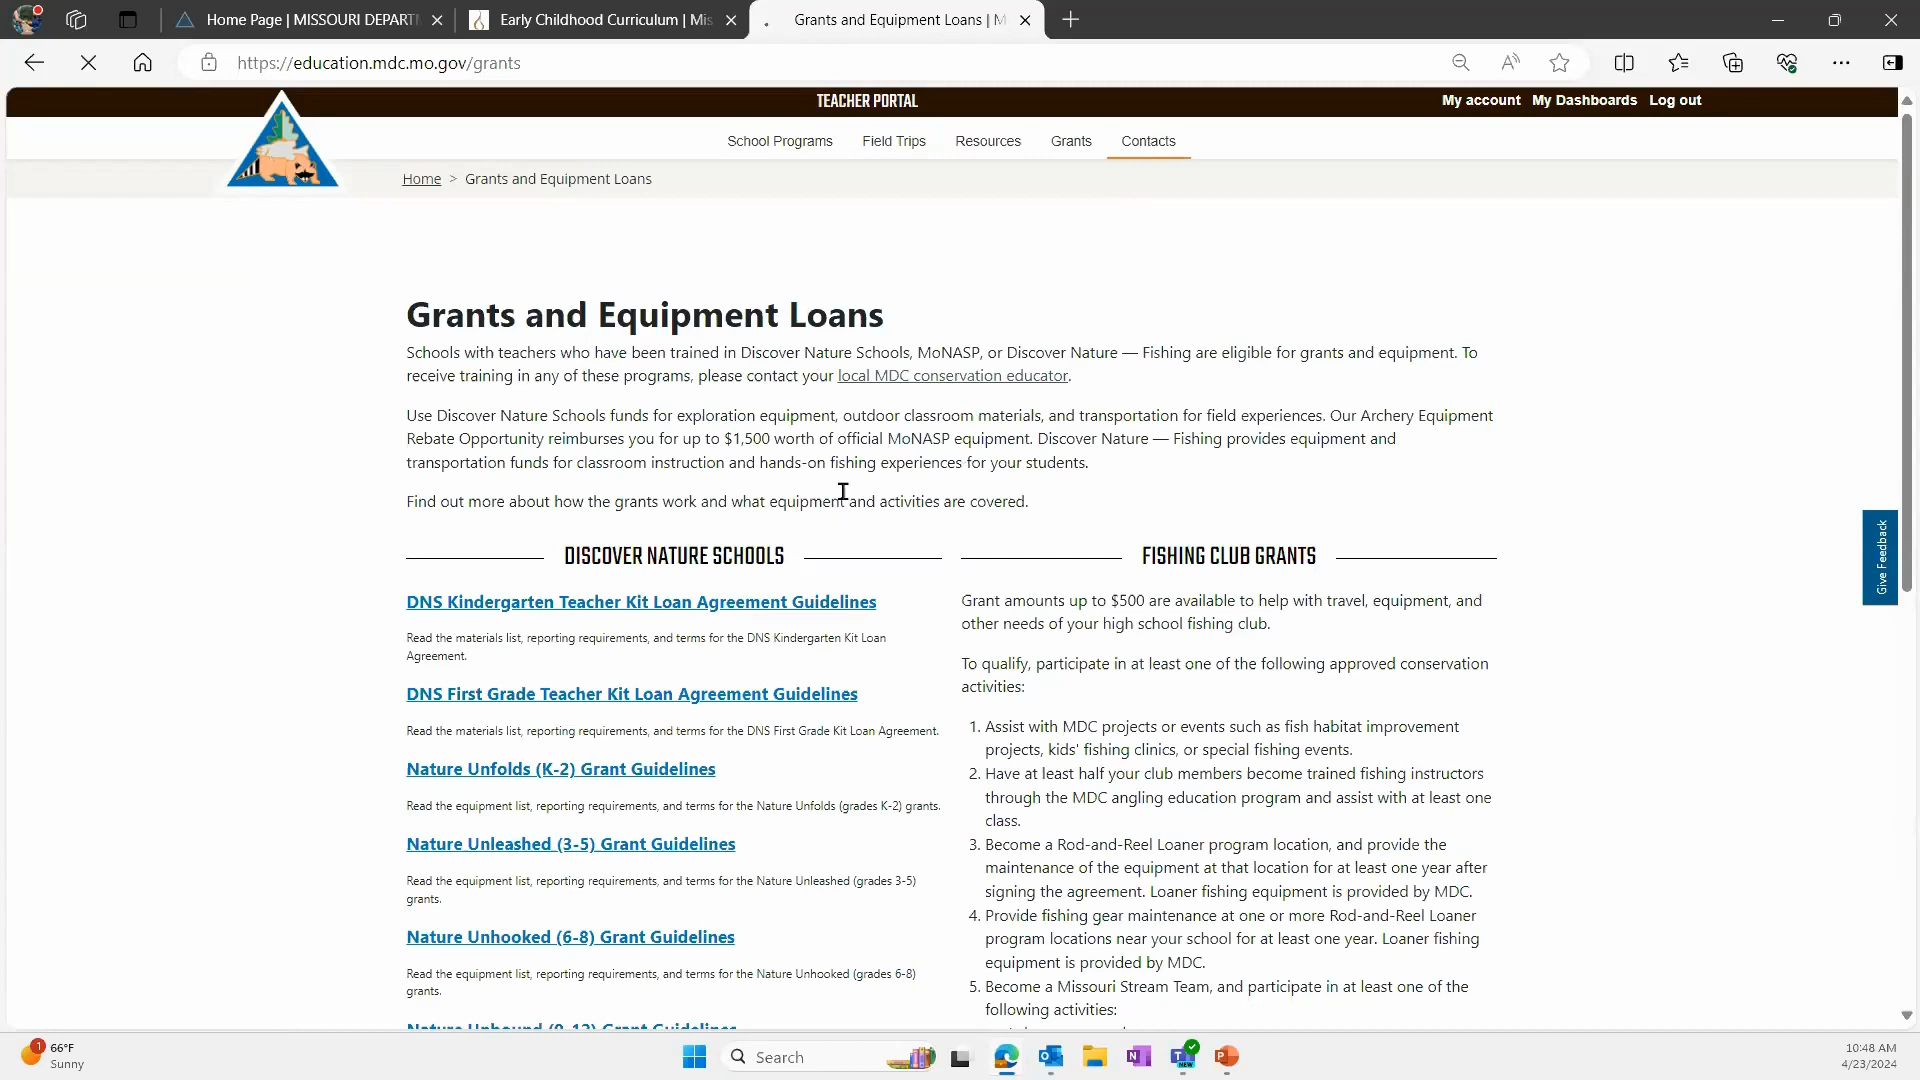 Home Page | MISSOURI DEPART
Early Childhood Curriculum | Mis
Grants and Equipment Loans | M
https://education.mdc.mo.gov/grants
TEACHER PORTAL
My account My Dashboards Log out
School Programs Field Trips Resources Grants Contacts
Home > Grants and Equipment Loans
Grants and Equipment Loans
Schools with teachers who have been trained in Discover Nature Schools, MoNASP, or Discover Nature — Fishing are eligible for grants and equipment. To
receive training in any of these programs, please contact your local MDC conservation educator.
Use Discover Nature Schools funds for exploration equipment, outdoor classroom materials, and transportation for field experiences. Our Archery Equipment
Rebate Opportunity reimburses you for up to $1,500 worth of official MoNASP equipment. Discover Nature — Fishing provides equipment and
transportation funds for classroom instruction and hands-on fishing experiences for your students.
Find out more about how the grants work and what equipment and activities are covered.
DISCOVER NATURE SCHOOLS
DNS Kindergarten Teacher Kit Loan Agreement Guidelines
Read the materials list, reporting requirements, and terms for the DNS Kindergarten Kit Loan
Agreement.
DNS First Grade Teacher Kit Loan Agreement Guidelines
Read the materials list, reporting requirements, and terms for the DNS First Grade Kit Loan Agreement.
Nature Unfolds (K-2) Grant Guidelines
Read the equipment list, reporting requirements, and terms for the Nature Unfolds (grades K-2) grants.
Nature Unleashed (3-5) Grant Guidelines
Read the equipment list, reporting requirements, and terms for the Nature Unleashed (grades 3-5)
grants.
Nature Unhooked (6-8) Grant Guidelines
Read the equipment list, reporting requirements, and terms for the Nature Unhooked (grades 6-8)
grants.
Nature Unbound (9-12) Grant Guidelines
FISHING CLUB GRANTS
Grant amounts up to $500 are available to help with travel, equipment, and
other needs of your high school fishing club.
To qualify, participate in at least one of the following approved conservation
activities:
1. Assist with MDC projects or events such as fish habitat improvement
projects, kids' fishing clinics, or special fishing events.
2. Have at least half your club members become trained fishing instructors
through the MDC angling education program and assist with at least one
class.
3. Become a Rod-and-Reel Loaner program location, and provide the
maintenance of the equipment at that location for at least one year after
signing the agreement. Loaner fishing equipment is provided by MDC.
4. Provide fishing gear maintenance at one or more Rod-and-Reel Loaner
program locations near your school for at least one year. Loaner fishing
equipment is provided by MDC.
5. Become a Missouri Stream Team, and participate in at least one of the
following activities:
Give Feedback
1
66°F
Sunny
Search
NEW
10:48 AM
4/23/2024